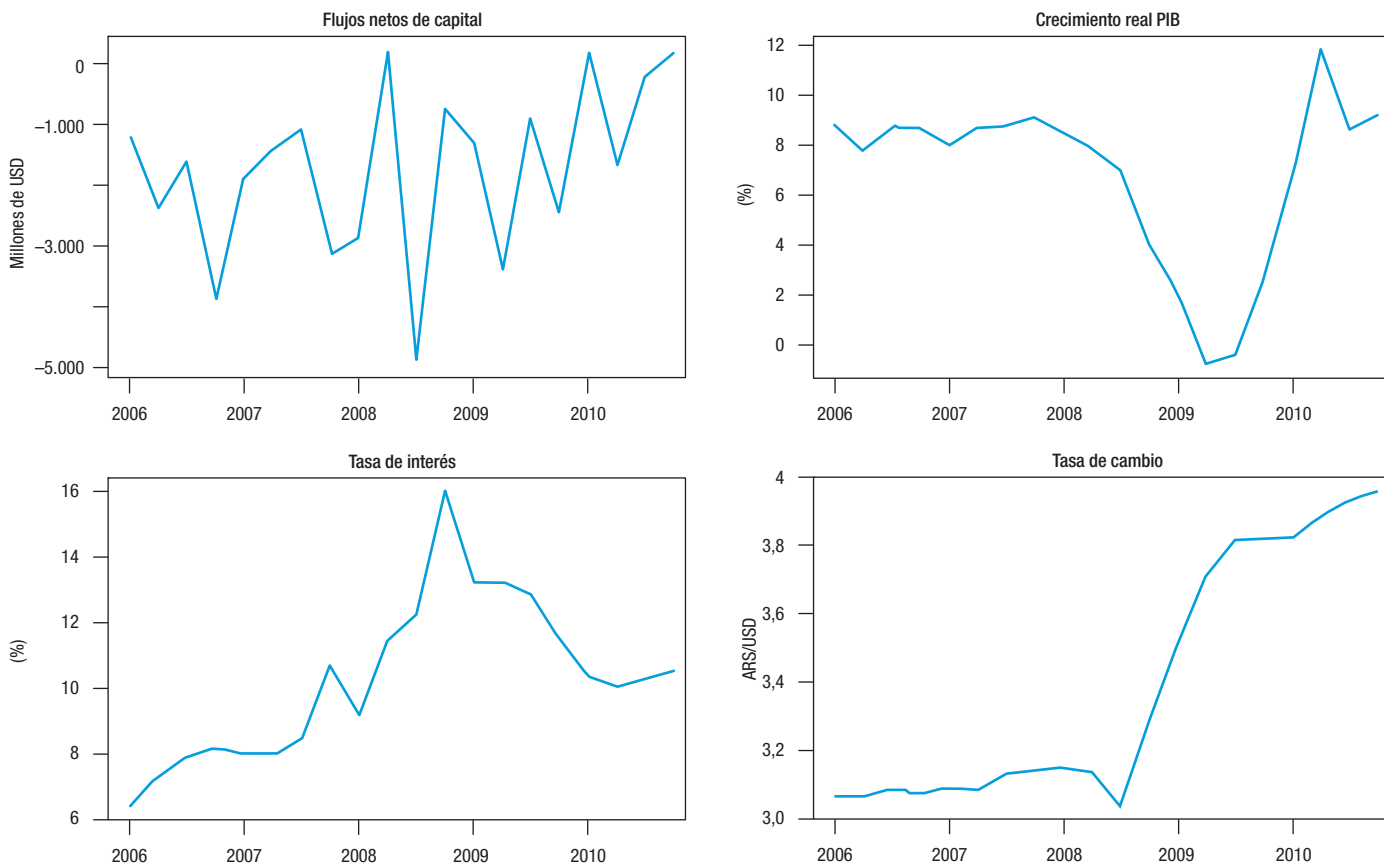 Flujos netos de capital
Millones de USD
0
–1.000
–3.000
–5.000
2006 2007 2008 2009 2010
Crecimiento real PIB
(%)
12
10
8
6
4
2
0
2006 2007 2008 2009 2010
Tasa de interés
(%)
16
14
12
10
8
6
2006 2007 2008 2009 2010
Tasa de cambio
ARS/USD
4
3,8
3,6
3,4
3,2
3,0
2006 2007 2008 2009 2010